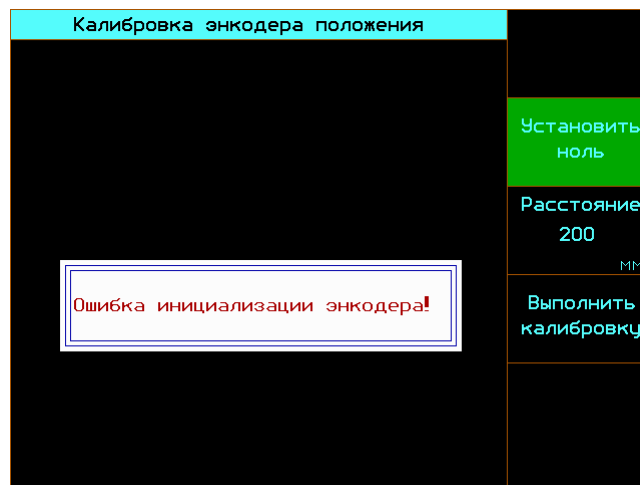 Калибровка энкодера положения
Установить
ноль
Расстояние
200
мм
Ошибка инициализации энкодера!
Выполнить
калибровку